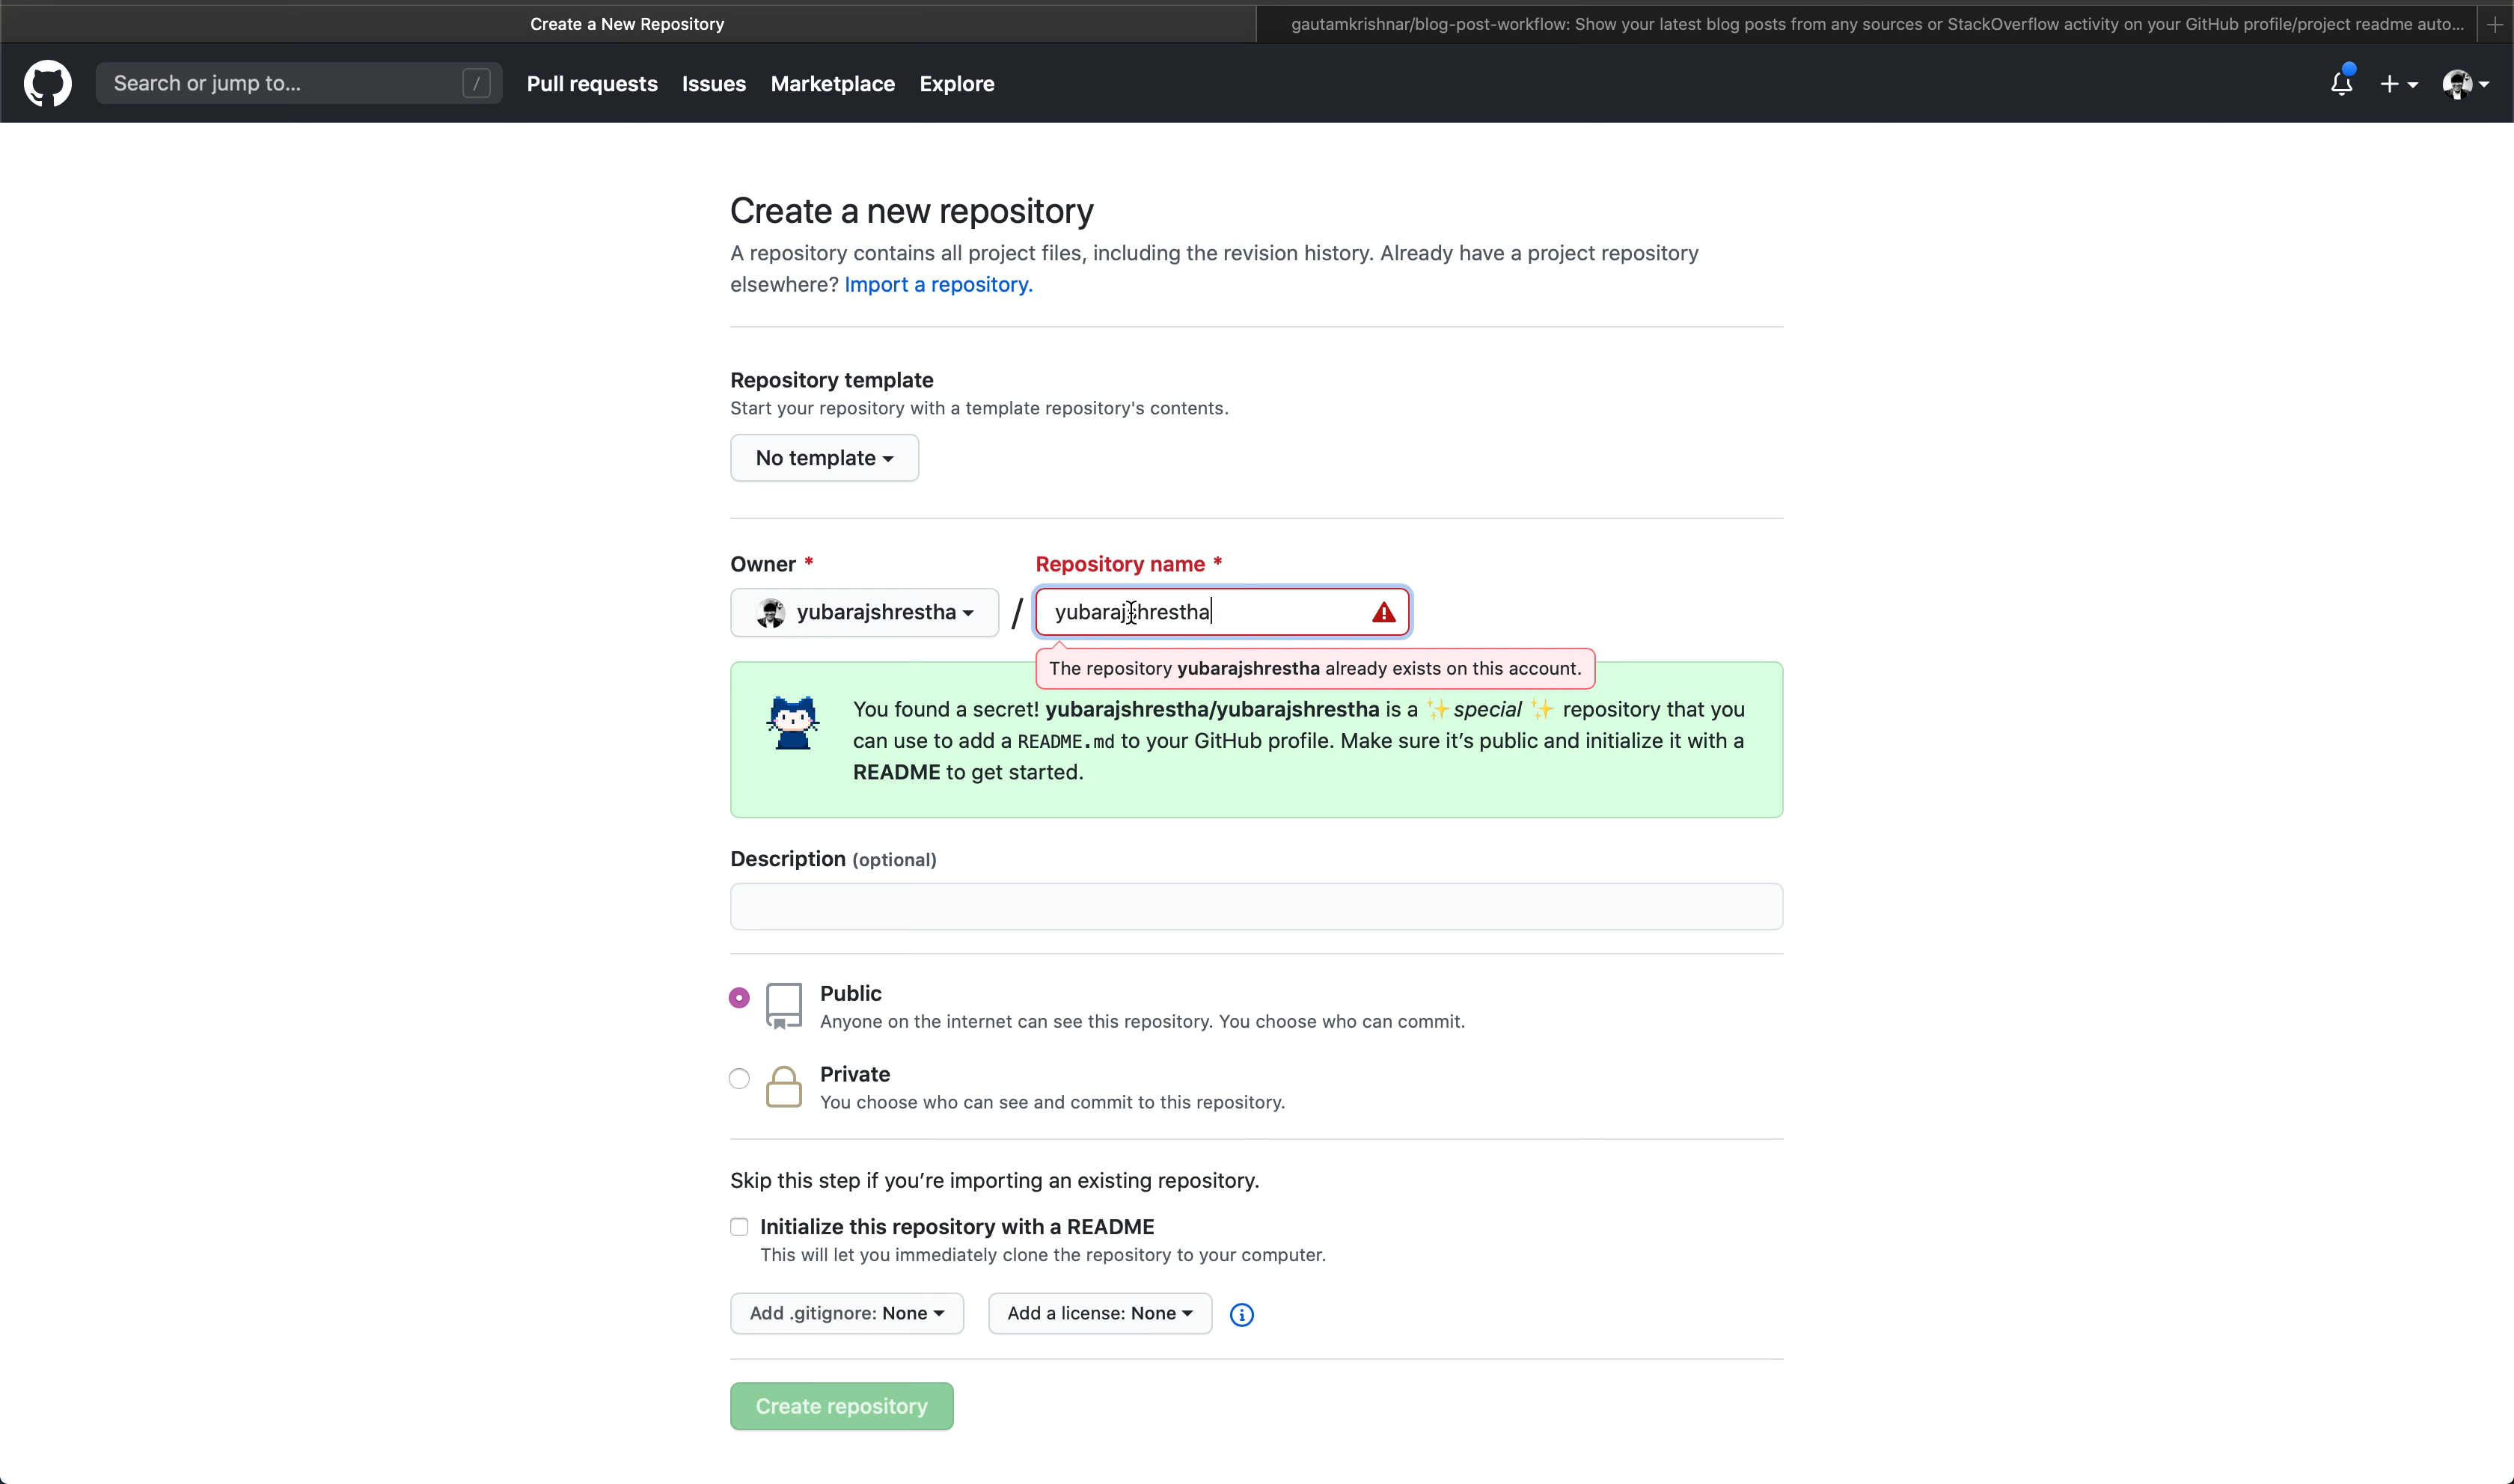 Create a New Repository
gautamkrishnar/blog-post-workflow: Show your latest blog posts from any sources or StackOverflow activity on your GitHub profile/project readme auto...
Search or jump to... /
Pull requests Issues Marketplace Explore
Create a new repository
A repository contains all project files, including the revision history. Already have a project repository
elsewhere? Import a repository.
Repository template
Start your repository with a template repository's contents.
No template
Owner *
Repository name *
yubarajshrestha / yubarajshrestha
The repository yubarajshrestha already exists on this account.
You found a secret! yubarajshrestha/yubarajshrestha is a ✨ special ✨ repository that you
can use to add a README.md to your GitHub profile. Make sure it’s public and initialize it with a
README to get started.
Description (optional)
Public
Anyone on the internet can see this repository. You choose who can commit.
Private
You choose who can see and commit to this repository.
Skip this step if you’re importing an existing repository.
Initialize this repository with a README
This will let you immediately clone the repository to your computer.
Add .gitignore: None
Add a license: None
Create repository